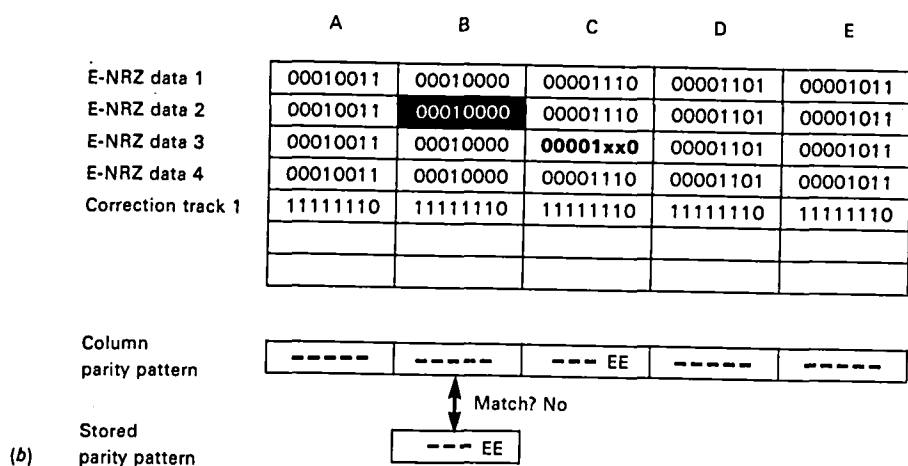 A B C D E
E-NRZ data 1 00010011 00010000 00001110 00001101 00001011
E-NRZ data 2 00010011 00010000 00001110 00001101 00001011
E-NRZ data 3 00010011 00010000 00001xx0 00001101 00001011
E-NRZ data 4 00010011 00010000 00001110 00001101 00001011
Correction track 1 11111110 11111110 11111110 11111110 11111110
Column
parity pattern ----- ----- --- EE ----- -----
Match? No
Stored
(b) parity pattern --- EE